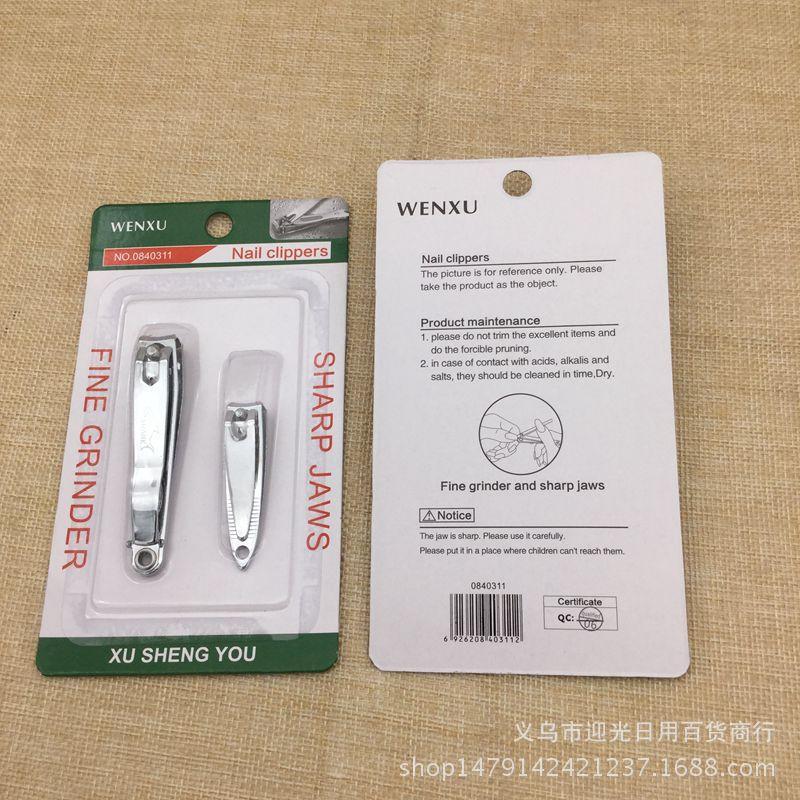 WENXU
NO.0840311
Nail clippers
FINE GRINDER
SHARP JAWS
XU SHENG YOU
WENXU
Nail clippers
The picture is for reference only. Please
take the product as the object.
Product maintenance
1. please do not trim the excellent items and
do the forcible pruning.
2. in case of contact with acids, alkalis and
salts, they should be cleaned in time,Dry.
Fine grinder and sharp jaws
Notice
The jaw is sharp. Please use it carefully.
Please put it in a place where children can't reach them.
0840311
6 926208 403112
Certificate
QC:
06
义乌市迎光日用百货商行
shop1479142421237.1688.com